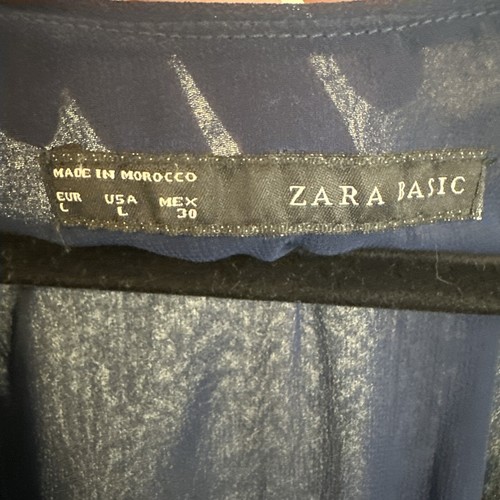 MADE IN MOROCCO
EUR USA MEX
L L 30
ZARA BASIC